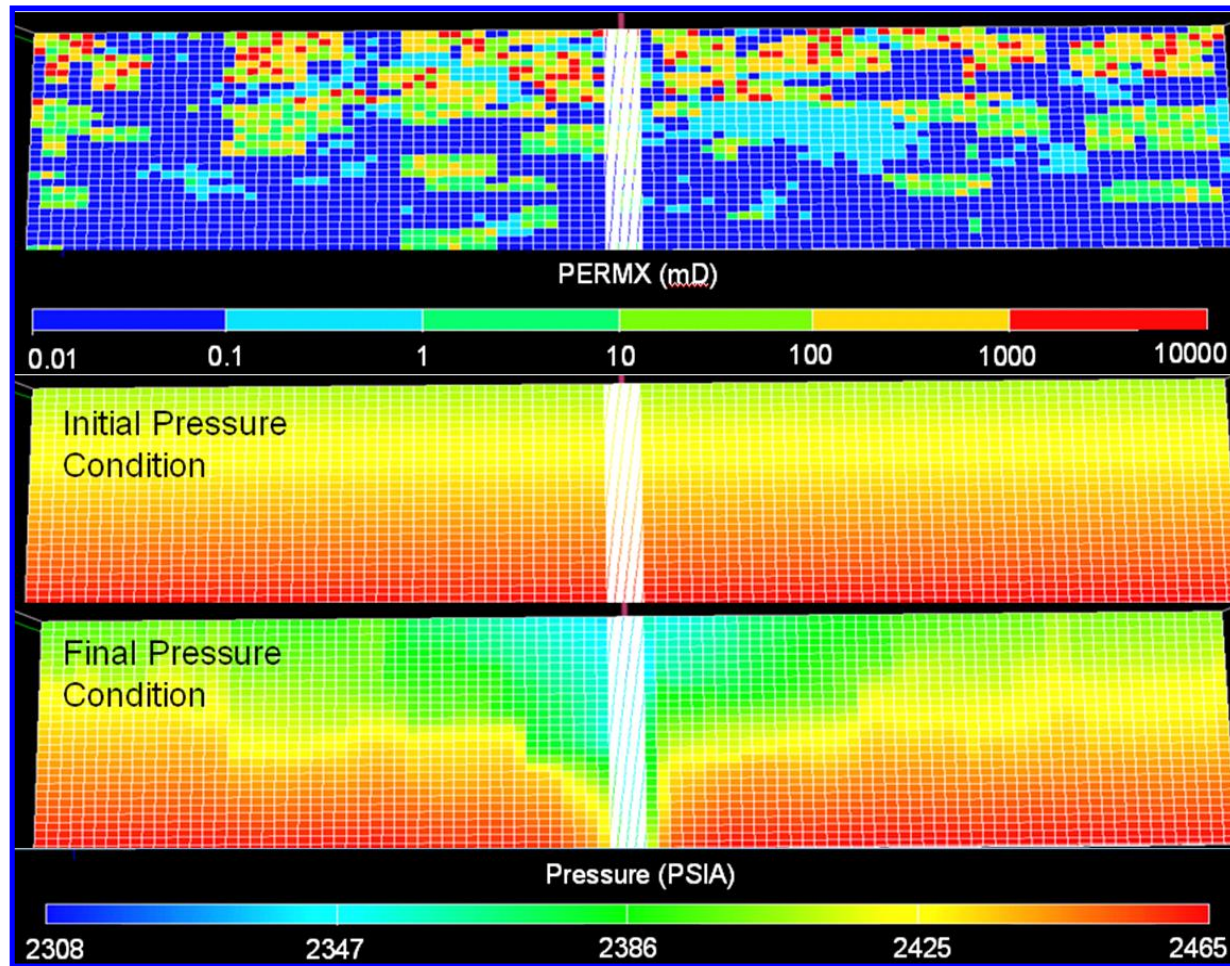 PERMX (mD)
0.01 0.1 1 10 100 1000 10000
Initial Pressure
Condition
Final Pressure
Condition
Pressure (PSIA)
2308 2347 2386 2425 2465